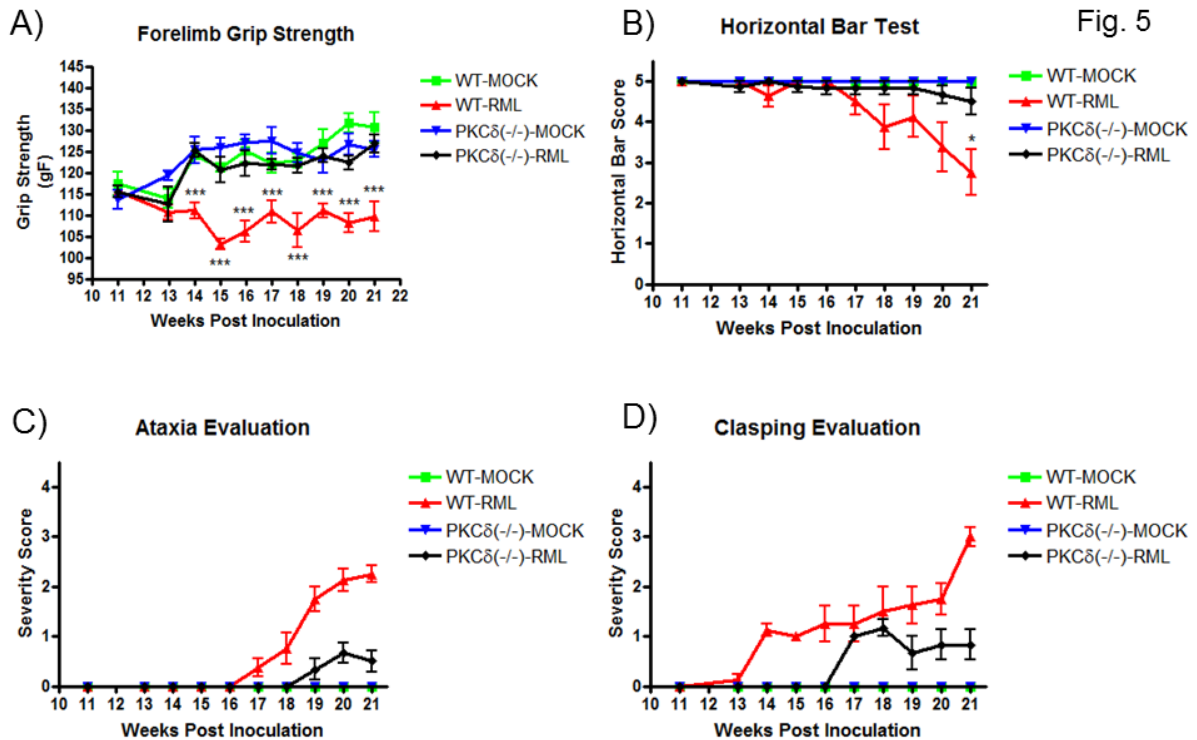 A)
Forelimb Grip Strength
Grip Strength
(gF)
145
140
135
130
125
120
115
110
105
100
95
10 11 12 13 14 15 16 17 18 19 20 21 22
Weeks Post Inoculation
*** *** *** *** *** *** *** ***
WT-MOCK
WT-RML
PKCδ(-/-)-MOCK
PKCδ(-/-)-RML
B)
Horizontal Bar Test
Fig. 5
Horizontal Bar Score
5
4
3
2
1
0
10 11 12 13 14 15 16 17 18 19 20 21
Weeks Post Inoculation
*
WT-MOCK
WT-RML
PKCδ(-/-)-MOCK
PKCδ(-/-)-RML
C)
Ataxia Evaluation
Severity Score
4
3
2
1
0
10 11 12 13 14 15 16 17 18 19 20 21
Weeks Post Inoculation
WT-MOCK
WT-RML
PKCδ(-/-)-MOCK
PKCδ(-/-)-RML
D)
Clasping Evaluation
Severity Score
4
3
2
1
0
10 11 12 13 14 15 16 17 18 19 20 21
Weeks Post Inoculation
WT-MOCK
WT-RML
PKCδ(-/-)-MOCK
PKCδ(-/-)-RML